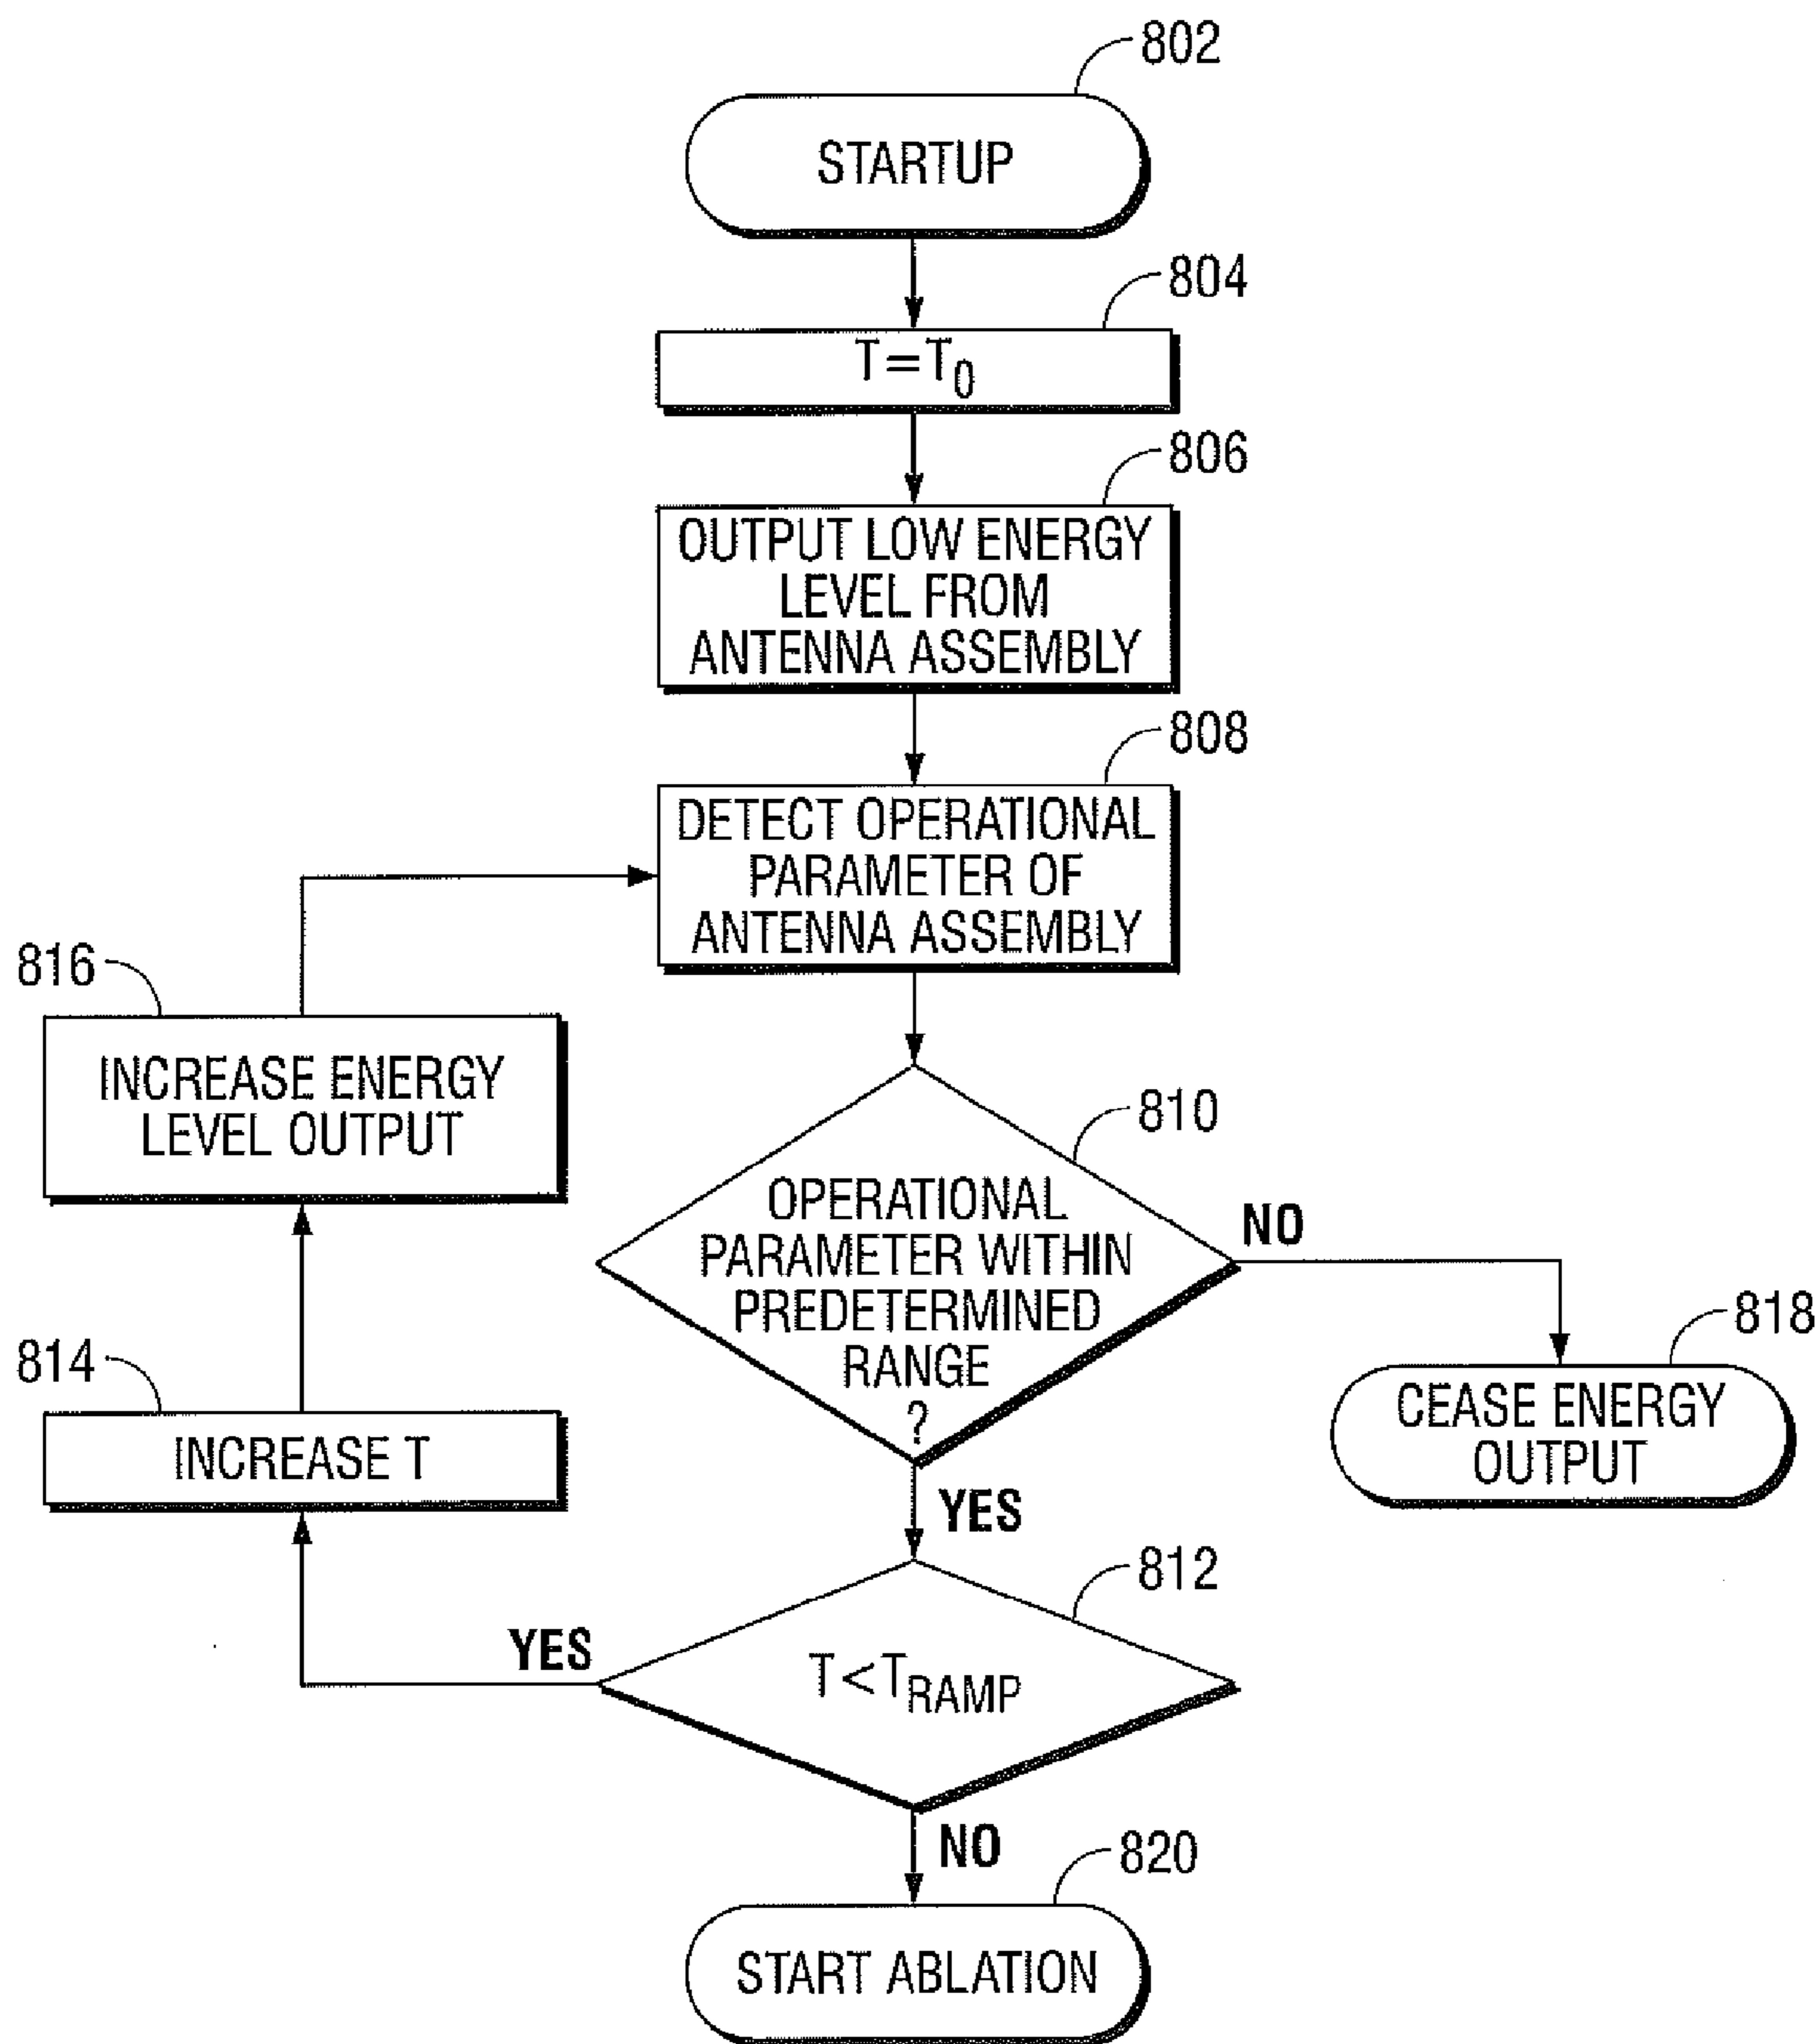 802
STARTUP
804
T=T0
806
OUTPUT LOW ENERGY
LEVEL FROM
ANTENNA ASSEMBLY
808
DETECT OPERATIONAL
PARAMETER OF
ANTENNA ASSEMBLY
816
INCREASE ENERGY
LEVEL OUTPUT
810
OPERATIONAL
PARAMETER WITHIN
PREDETERMINED
RANGE
?
NO
818
CEASE ENERGY
OUTPUT
814
INCREASE T
YES
812
YES
T<TRAMP
NO
820
START ABLATION